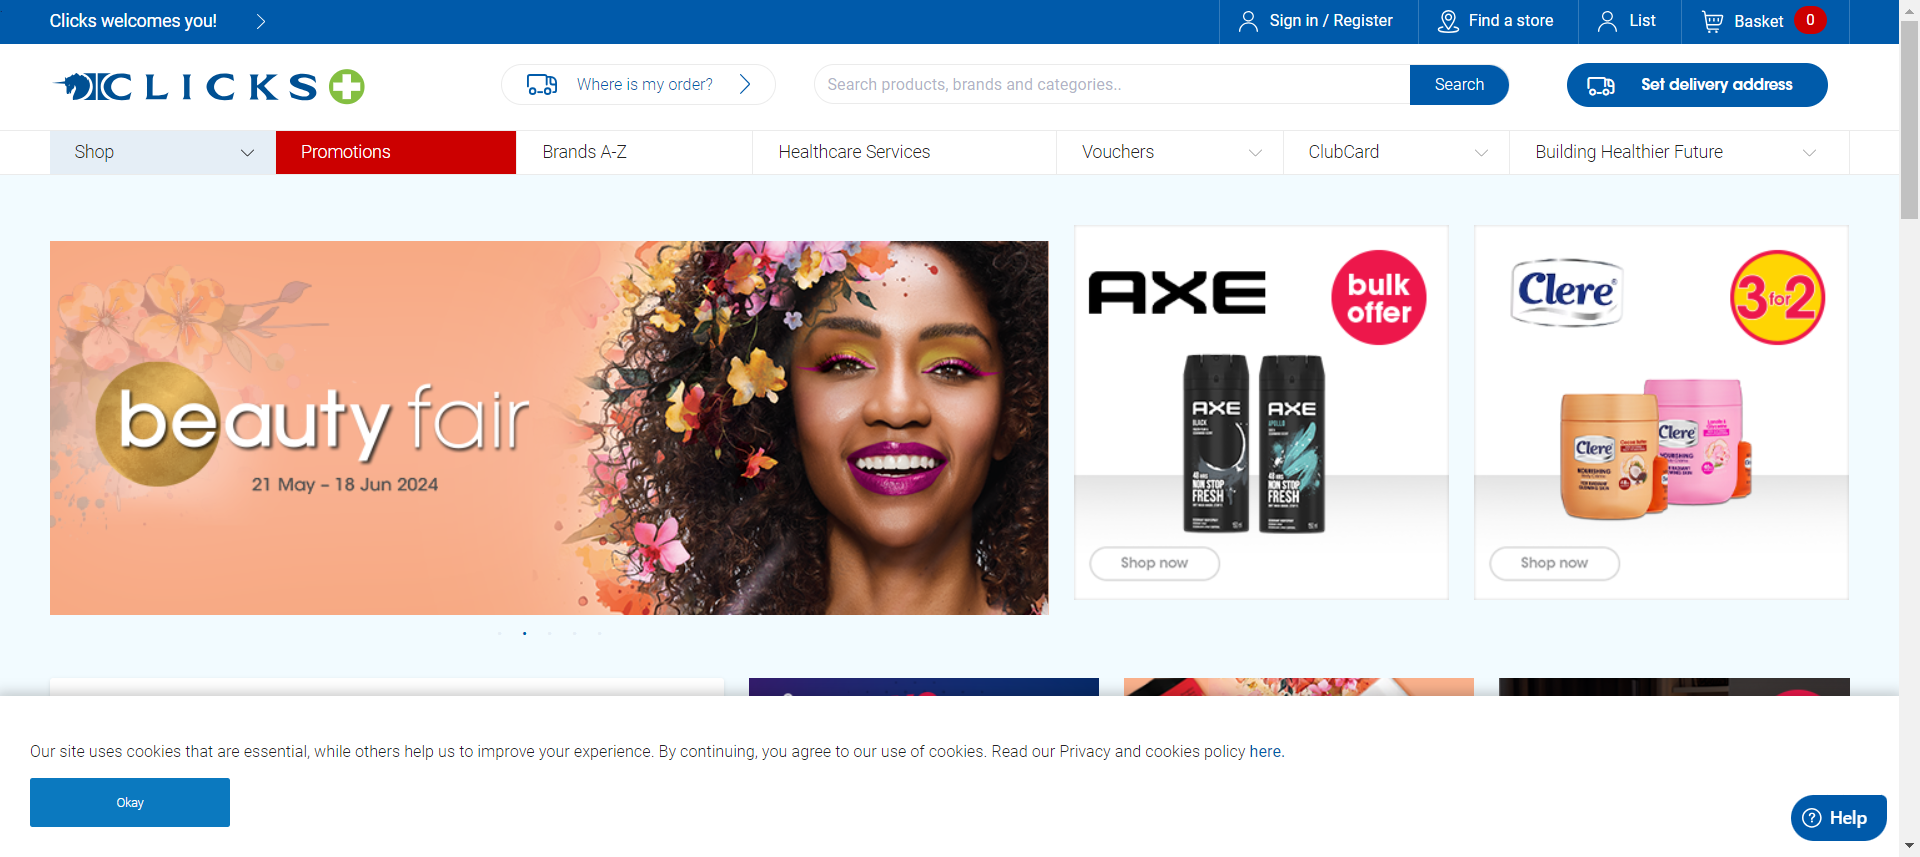 Clicks welcomes you!
Sign in / Register
Find a store
List
Basket 0
CLICKS
Where is my order?
Search products, brands and categories..
Search
Set delivery address
Shop
Promotions
Brands A-Z
Healthcare Services
Vouchers
ClubCard
Building Healthier Future
beauty fair
21 May – 18 Jun 2024
AXE
bulk
offer
AXE
BLACK
48 HRS
NON STOP
FRESH
AXE
APOLLO
48 HRS
NON STOP
FRESH
Shop now
Clere
3 for 2
Clere
NOURISHING
Clere
Shop now
Our site uses cookies that are essential, while others help us to improve your experience. By continuing, you agree to our use of cookies. Read our Privacy and cookies policy here.
Okay
Help